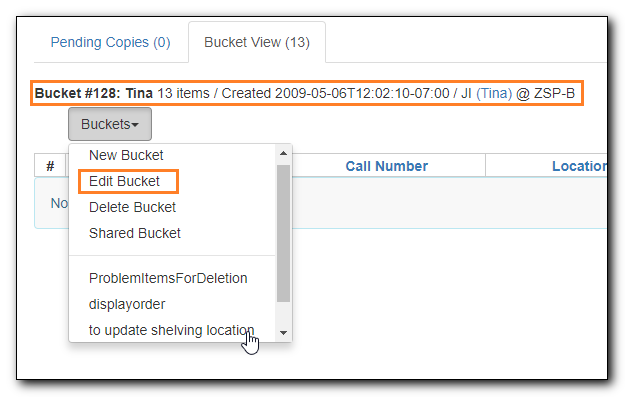 Pending Copies (0) Bucket View (13)
Bucket #128: Tina 13 items / Created 2009-05-06T12:02:10-07:00 / JI (Tina) @ ZSP-B
Buckets
# Call Number Location
New Bucket
No
Edit Bucket
Delete Bucket
Shared Bucket
ProblemItemsForDeletion
displayorder
to update shelving location